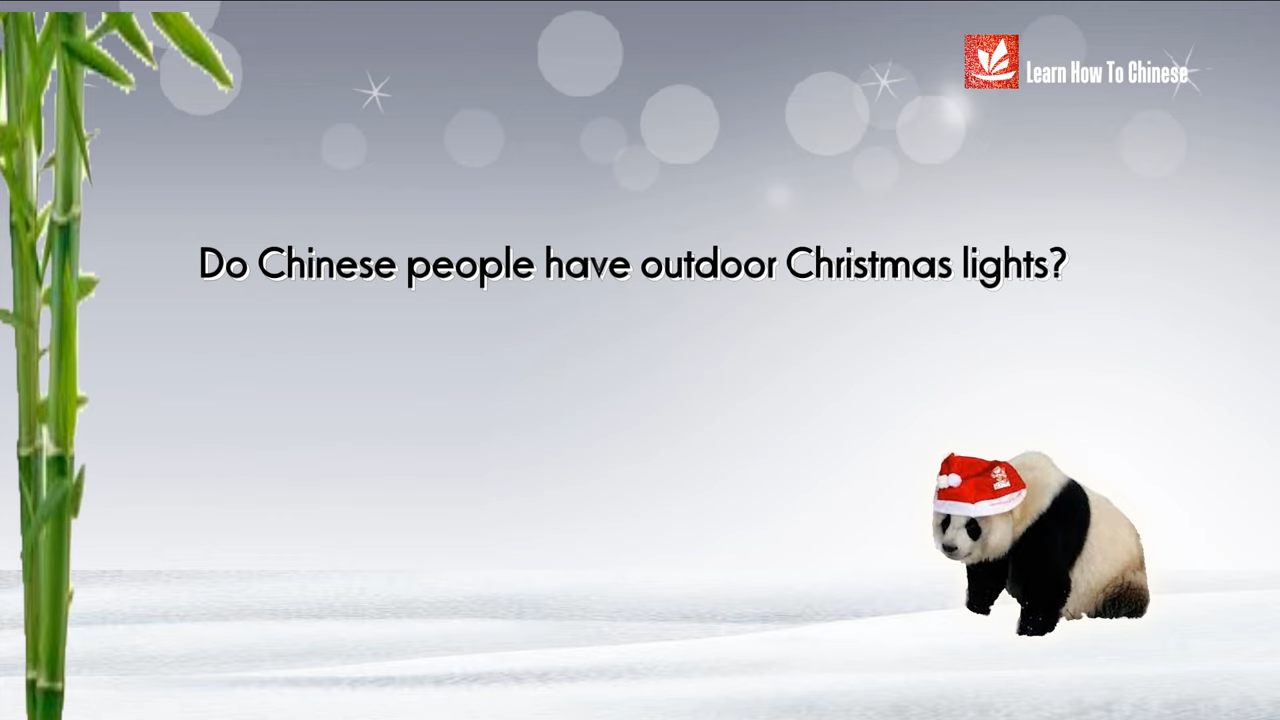 Learn How To Chinese
Do Chinese people have outdoor Christmas lights?